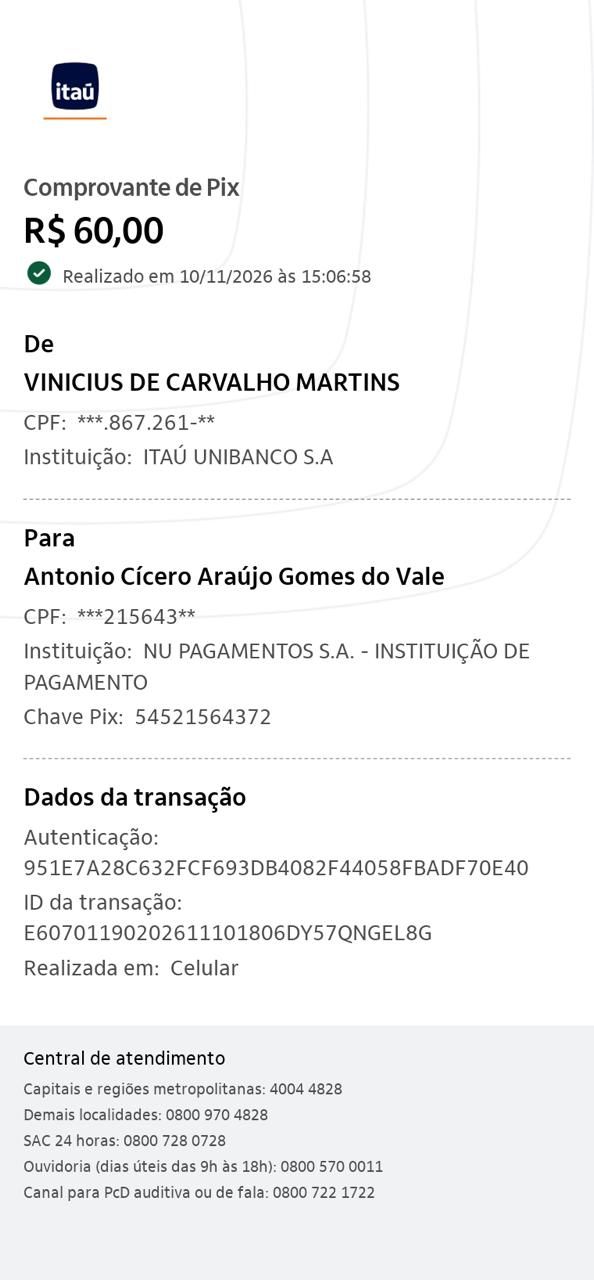 itaú
Comprovante de Pix
R$ 60,00
Realizado em 10/11/2026 às 15:06:58
De
VINICIUS DE CARVALHO MARTINS
CPF: ***.867.261-**
Instituição: ITAÚ UNIBANCO S.A
Para
Antonio Cícero Araújo Gomes do Vale
CPF: ***215643**
Instituição: NU PAGAMENTOS S.A. - INSTITUIÇÃO DE
PAGAMENTO
Chave Pix: 54521564372
Dados da transação
Autenticação:
951E7A28C632FCF693DB4082F44058FBADF70E40
ID da transação:
E60701190202611101806DY57QNGEL8G
Realizada em: Celular
Central de atendimento
Capitais e regiões metropolitanas: 4004 4828
Demais localidades: 0800 970 4828
SAC 24 horas: 0800 728 0728
Ouvidoria (dias úteis das 9h às 18h): 0800 570 0011
Canal para PcD auditiva ou de fala: 0800 722 1722